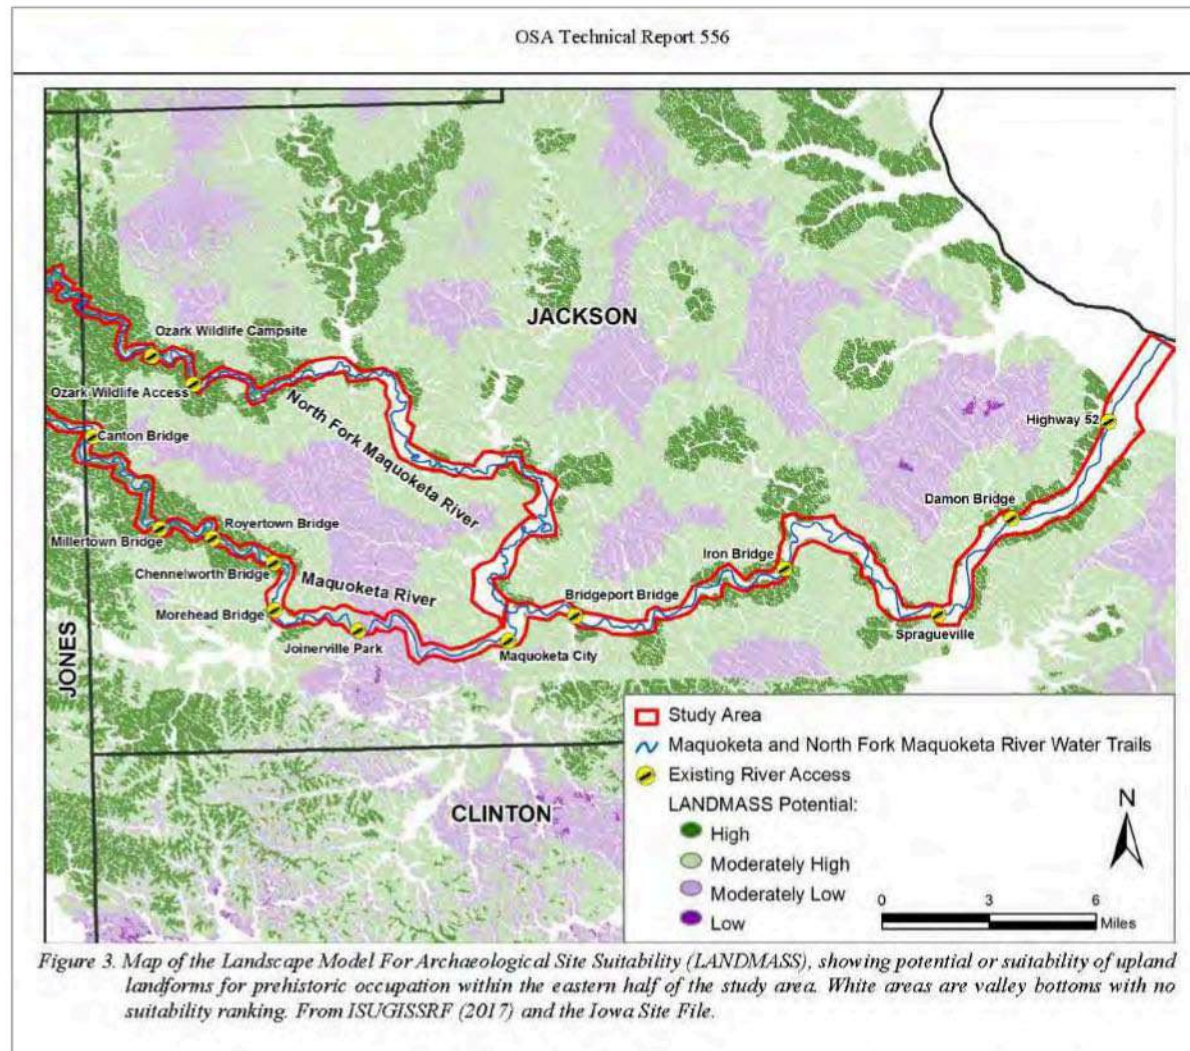 OSA Technical Report 556
JACKSON
Ozark Wildlife Campsite
Ozark Wildlife Access
North Fork Maquoketa River
Canton Bridge
Highway 52
Damon Bridge
Royertown Bridge
Millertown Bridge
Chennelworth Bridge
Maquoketa River
Iron Bridge
Bridgeport Bridge
Morehead Bridge
Joinerville Park
Maquoketa City
Spragueville
JONES
CLINTON
Study Area
Maquoketa and North Fork Maquoketa River Water Trails
Existing River Access
LANDMASS Potential:
High
Moderately High
Moderately Low
Low
N
0 3 6
Miles
Figure 3. Map of the Landscape Model For Archaeological Site Suitability (LANDMASS), showing potential or suitability of upland
landforms for prehistoric occupation within the eastern half of the study area. White areas are valley bottoms with no
suitability ranking. From ISUGISSRF (2017) and the Iowa Site File.